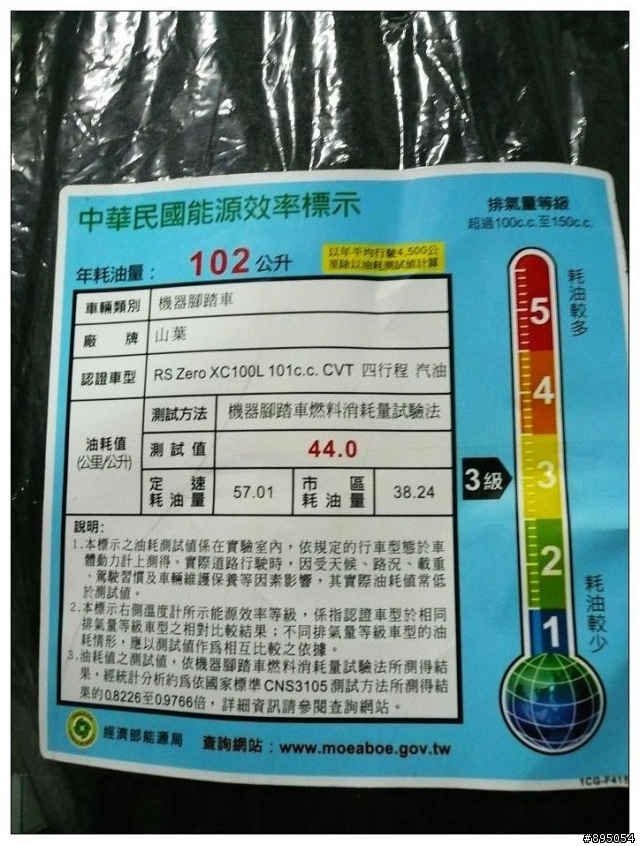 中華民國能源效率標示
排氣量等級
超過100c.c.至150c.c.
年耗油量： 102 公升
以年平均行駛4,500公
里除以油耗測試值計算
車輛類別 機器腳踏車
廠牌 山葉
認證車型 RS Zero XC100L 101c.c. CVT 四行程 汽油
油耗值
(公里/公升)
測試方法 機器腳踏車燃料消耗量試驗法
測試值 44.0
定速
耗油量 57.01
市區
耗油量 38.24
說明:
1.本標示之油耗測試值係在實驗室內，依規定的行車型態於車
體動力計上測得。實際道路行駛時，因受天候、路況、載重
、駕駛習慣及車輛維護保養等因素影響，其實際油耗值常低
於測試值。
2.本標示右側溫度計所示能源效率等級，係指認證車型於相同
排氣量等級車型之相對比較結果；不同排氣量等級車型的油
耗情形，應以測試值作為相互比較之依據。
3.油耗值之測試值，依機器腳踏車燃料消耗量試驗法所測得結
果，經統計分析約為依國家標準CNS3105測試方法所測得結
果的0.8226至0.9766倍，詳細資訊請參閱查詢網站。
經濟部能源局 查詢網站：www.moeaboe.gov.tw
耗油較多
5
4
3級
3
2
1
耗油較少
1CG-F415
#895054